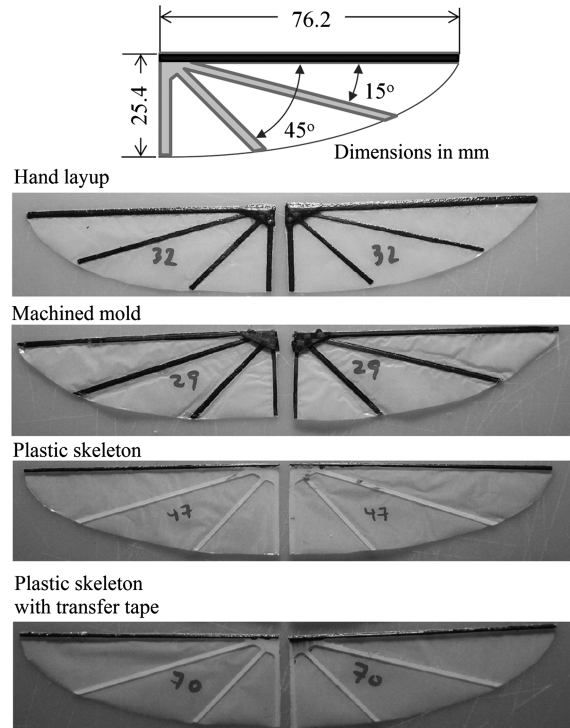 76.2
25.4
15°
45°
Dimensions in mm
Hand layup
32 32
Machined mold
29 29
Plastic skeleton
47 47
Plastic skeleton
with transfer tape
70 70